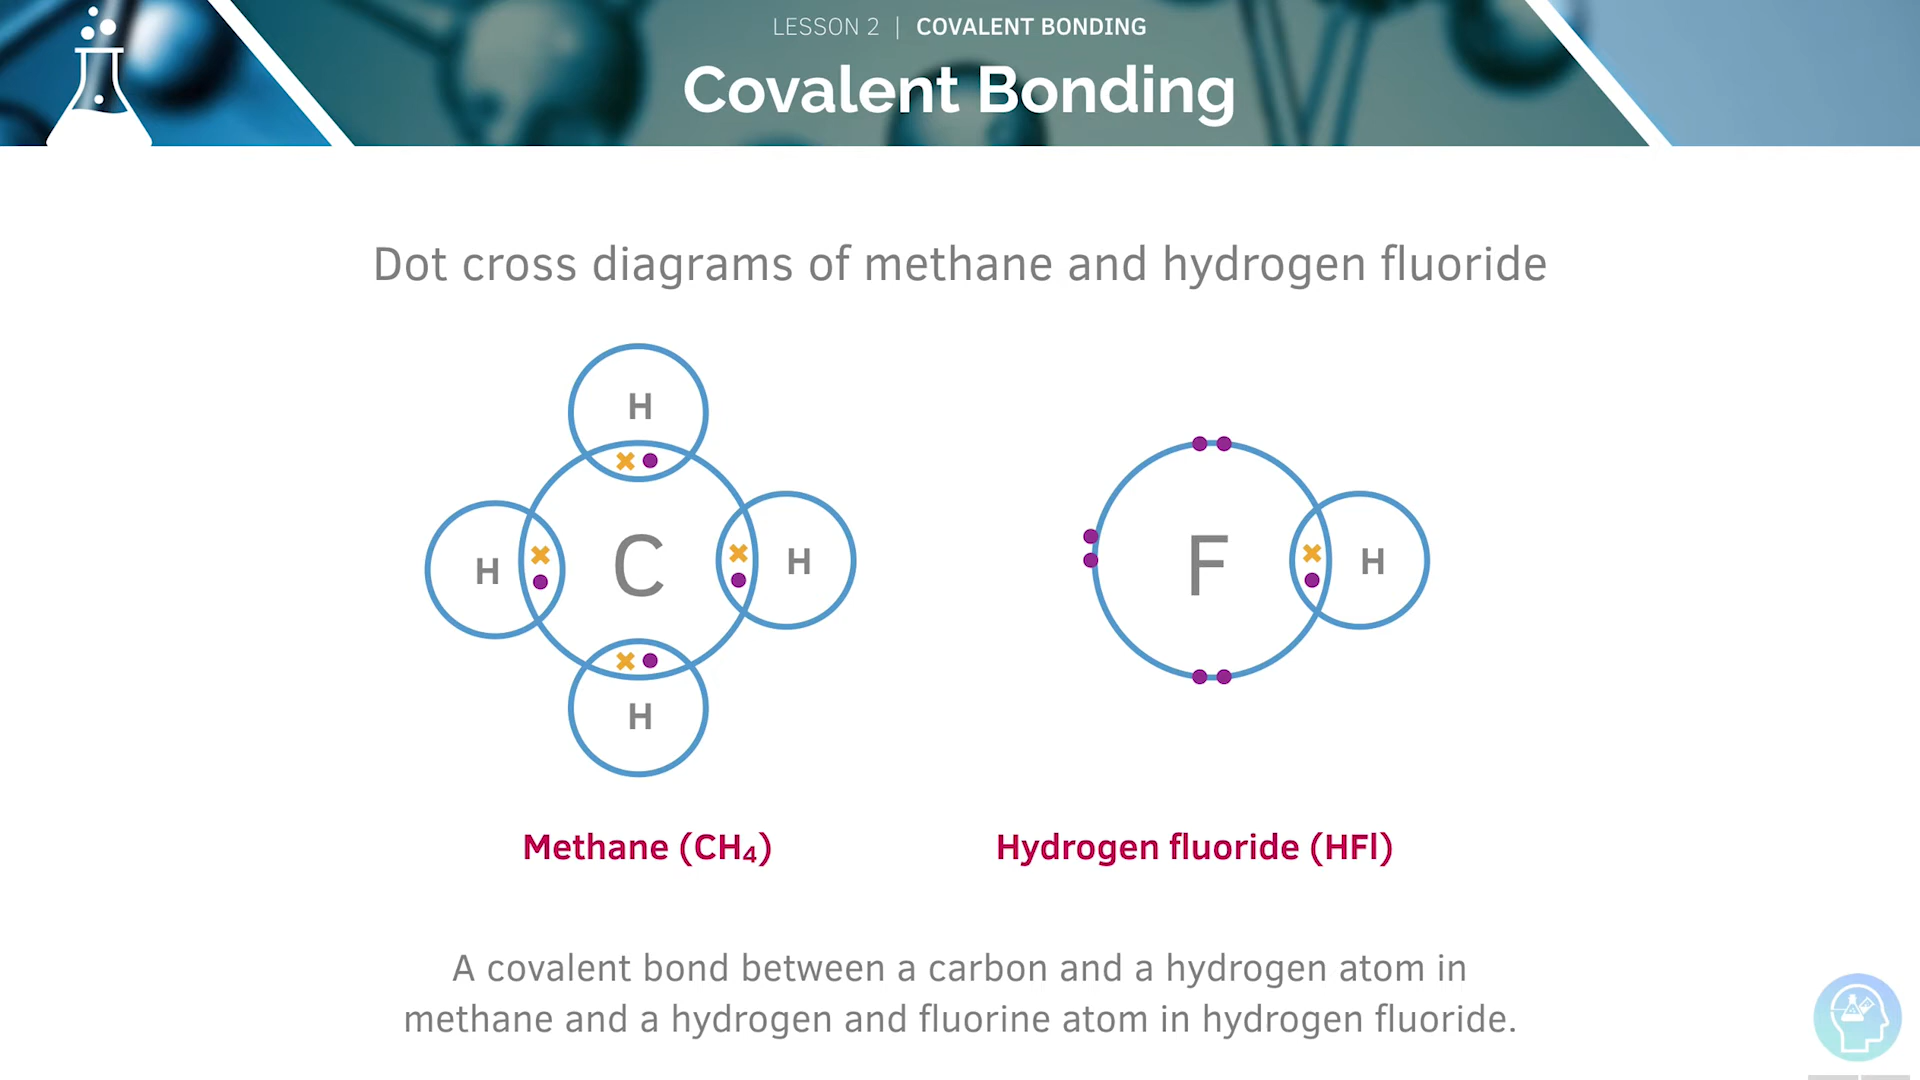 LESSON 2 | COVALENT BONDING
Covalent Bonding
Dot cross diagrams of methane and hydrogen fluoride
H
H C H
H
F H
Methane (CH₄)
Hydrogen fluoride (HFl)
A covalent bond between a carbon and a hydrogen atom in
methane and a hydrogen and fluorine atom in hydrogen fluoride.